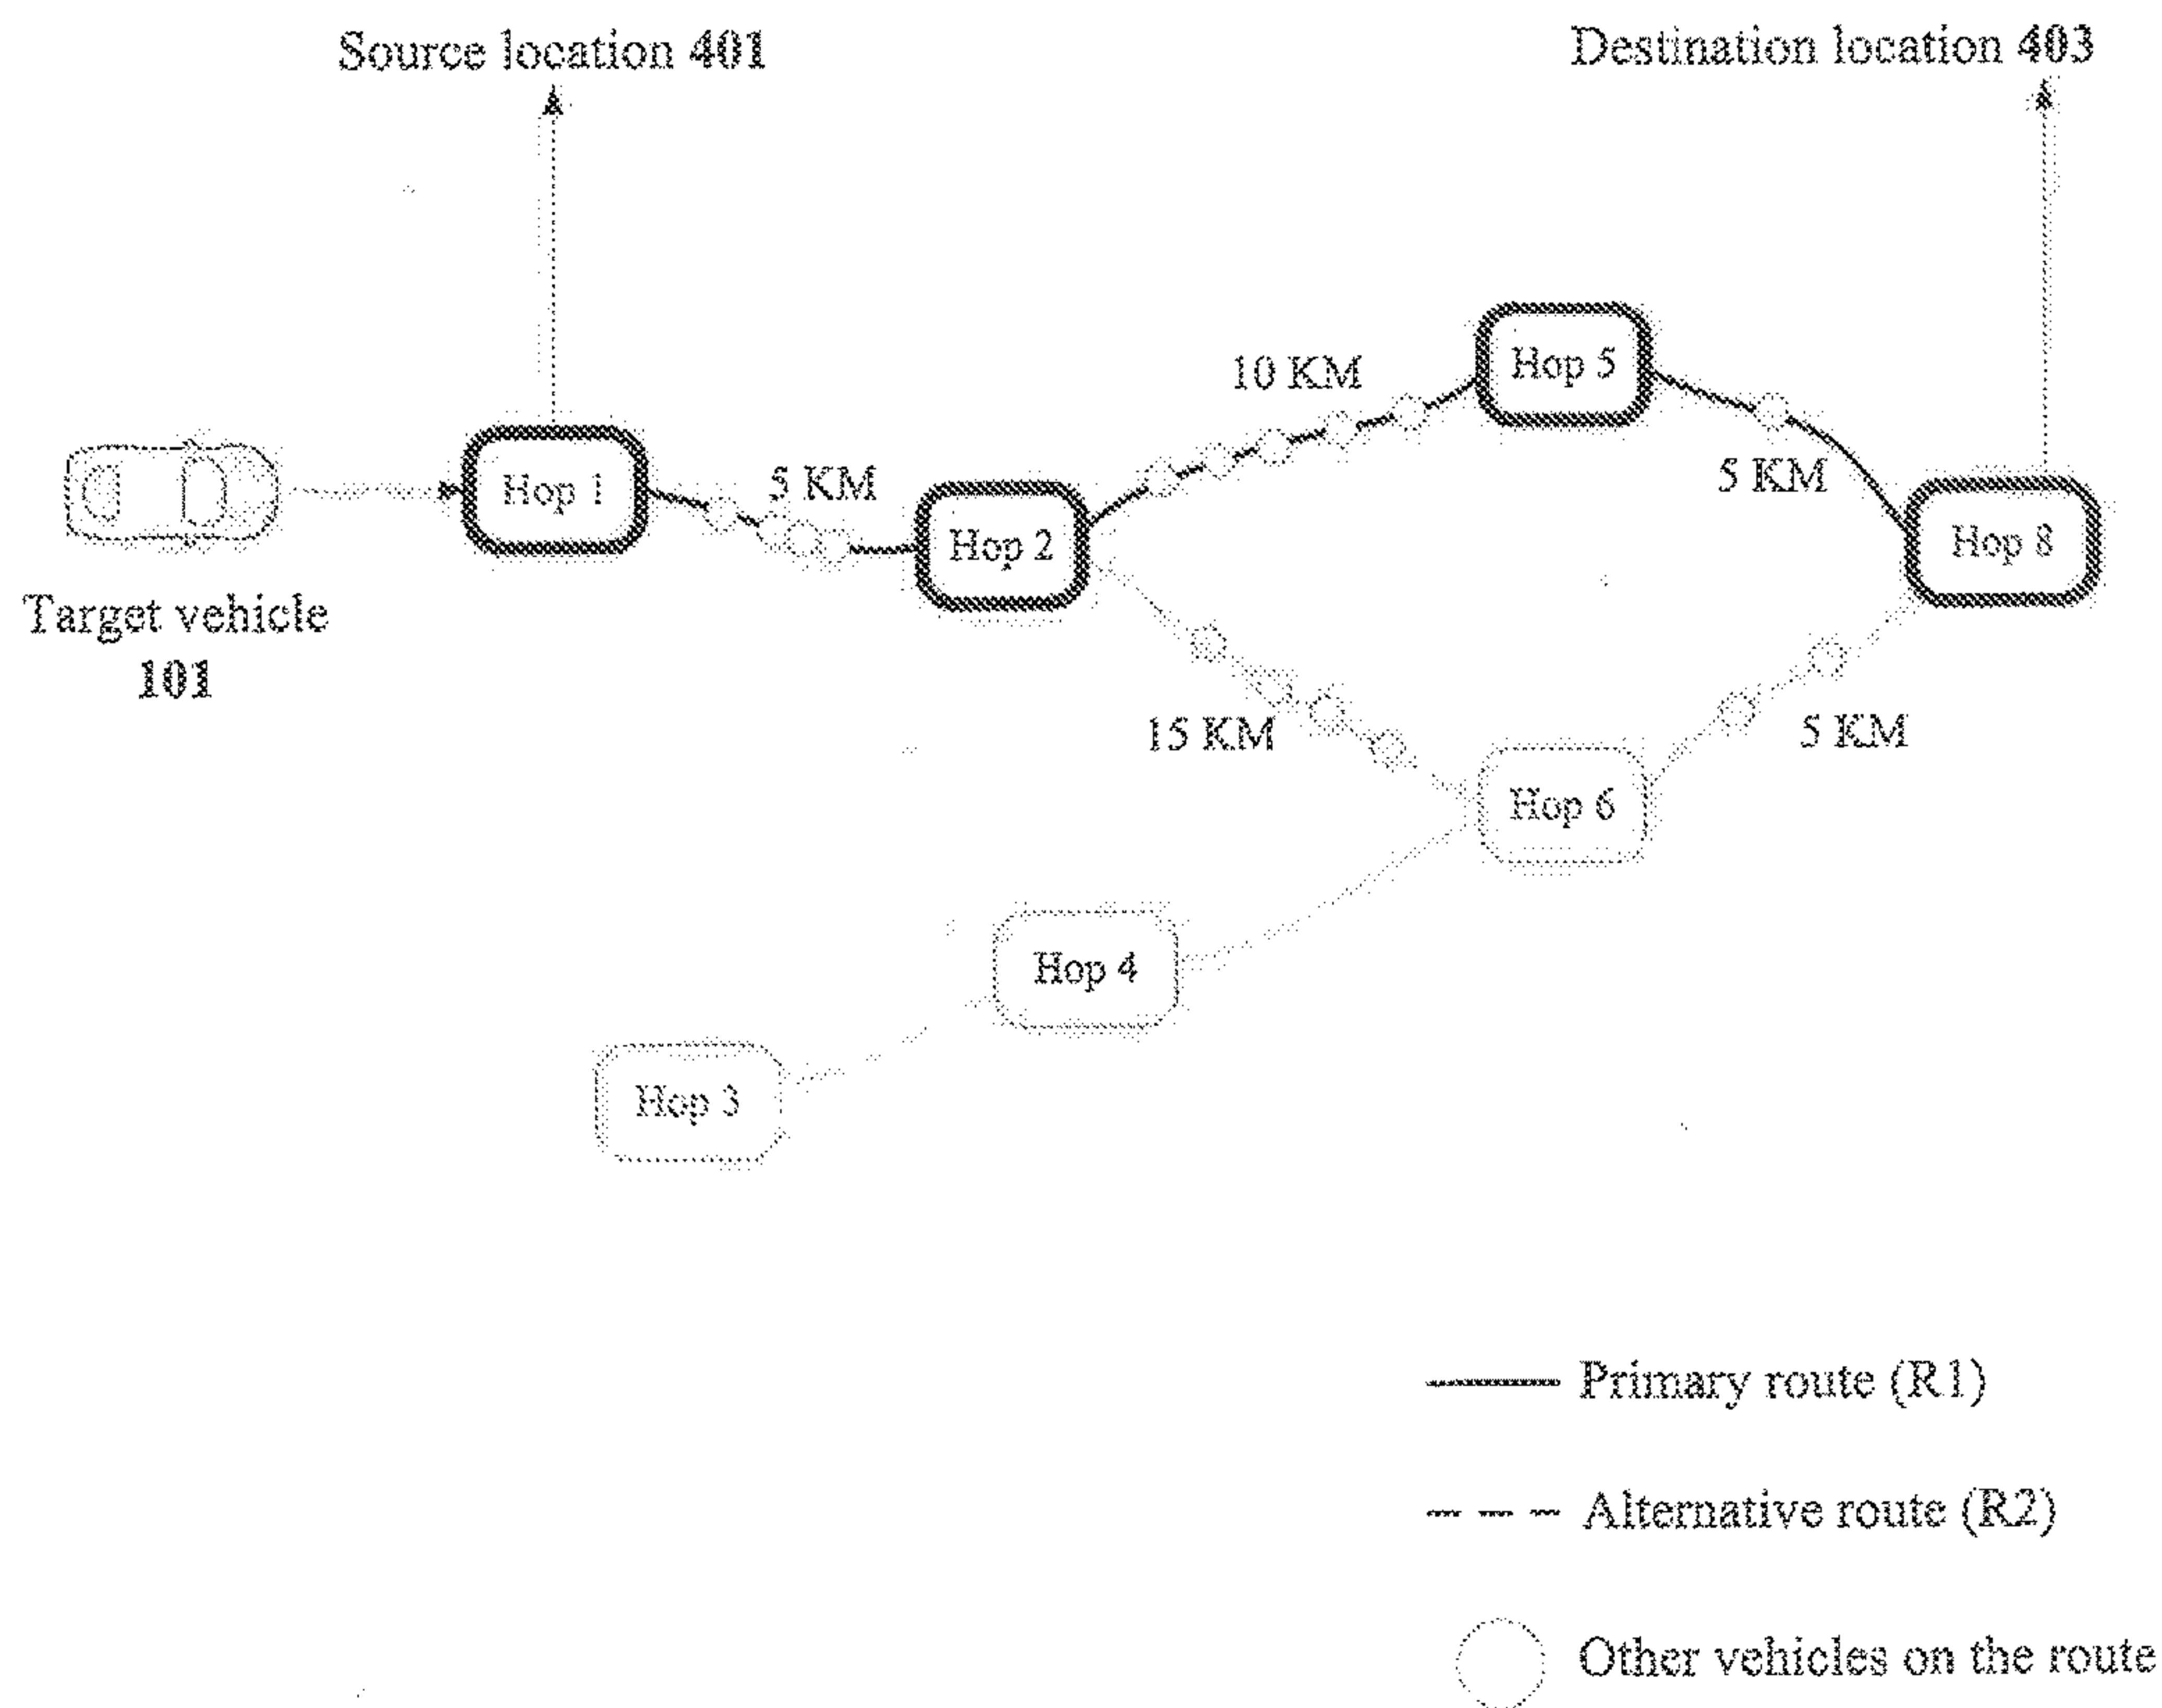 Source location 401
Destination location 403
10 KM
Hop 5
5 KM
Hop 1
5 KM
Hop 2
Hop 8
Target vehicle
101
15 KM
5 KM
Hop 6
Hop 4
Hop 3
Primary route (R1)
Alternative route (R2)
Other vehicles on the route